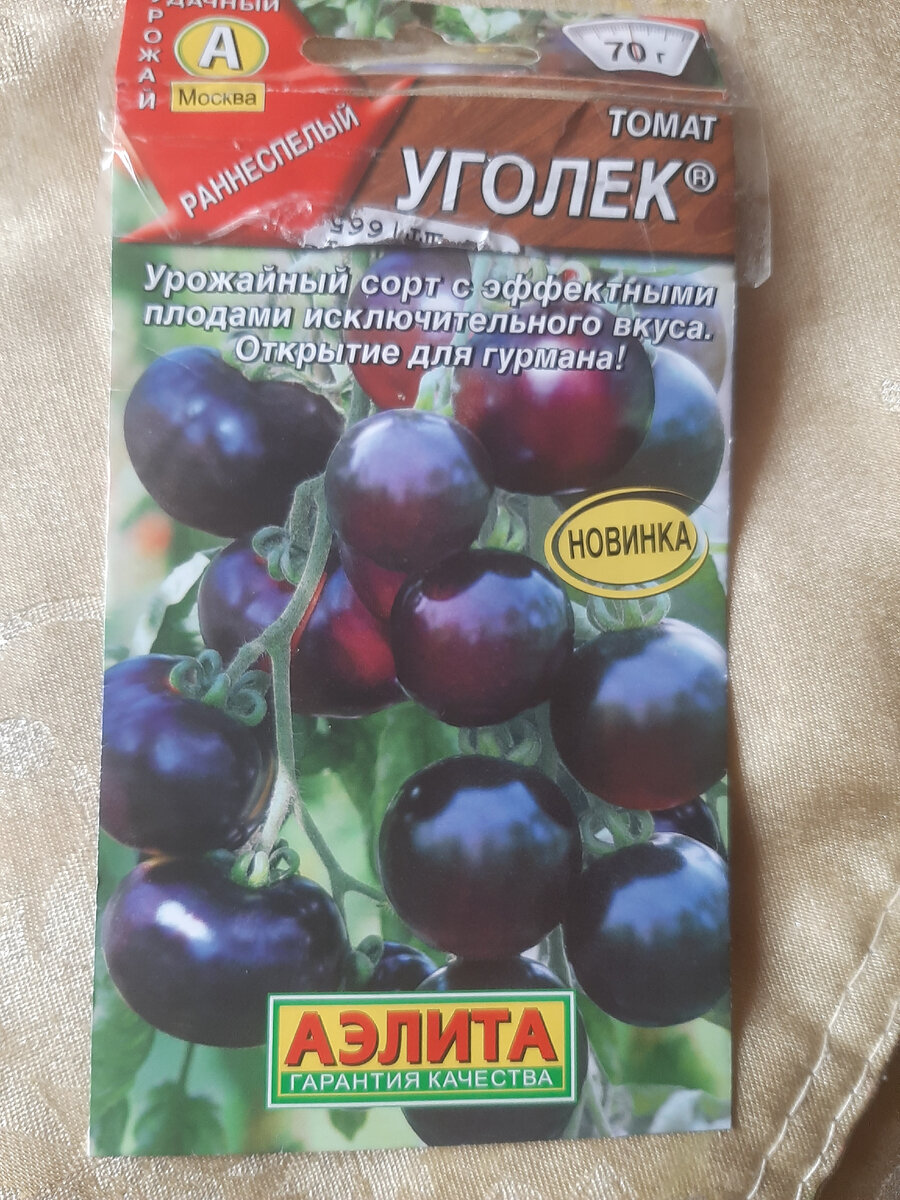 УДАЧНЫЙ
УРОЖАЙ
А
Москва
РАННЕСПЕЛЫЙ
70 г
ТОМАТ
УГОЛЕК®
Урожайный сорт с эффектными
плодами исключительного вкуса.
Открытие для гурмана!
НОВИНКА
АЭЛИТА
ГАРАНТИЯ КАЧЕСТВА